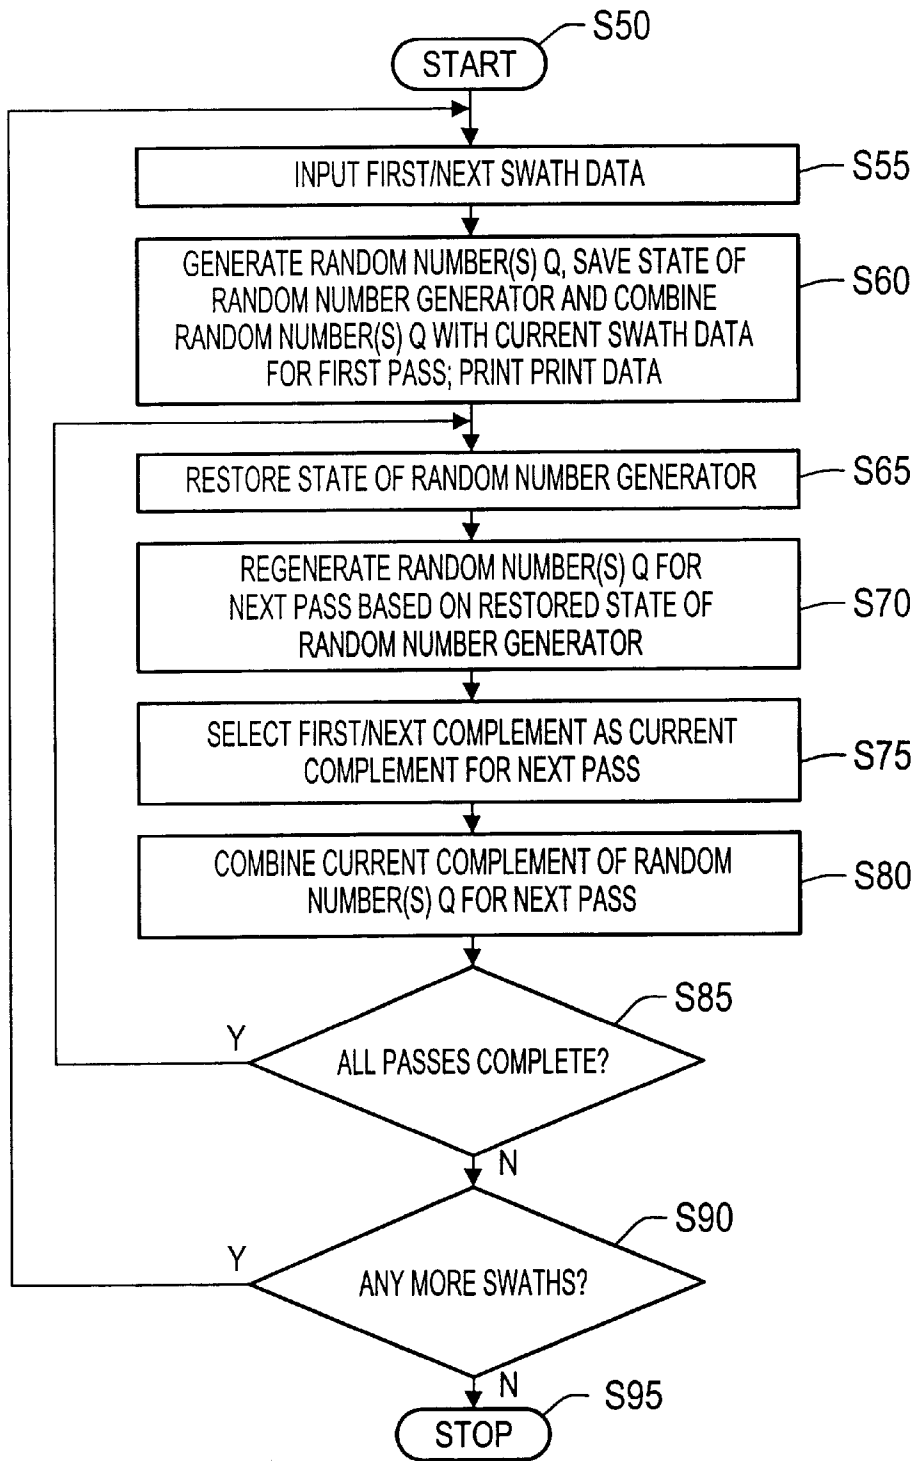 S50
START
INPUT FIRST/NEXT SWATH DATA
S55
GENERATE RANDOM NUMBER(S) Q, SAVE STATE OF
RANDOM NUMBER GENERATOR AND COMBINE
RANDOM NUMBER(S) Q WITH CURRENT SWATH DATA
FOR FIRST PASS; PRINT PRINT DATA
S60
RESTORE STATE OF RANDOM NUMBER GENERATOR
S65
REGENERATE RANDOM NUMBER(S) Q FOR
NEXT PASS BASED ON RESTORED STATE OF
RANDOM NUMBER GENERATOR
S70
SELECT FIRST/NEXT COMPLEMENT AS CURRENT
COMPLEMENT FOR NEXT PASS
S75
COMBINE CURRENT COMPLEMENT OF RANDOM
NUMBER(S) Q FOR NEXT PASS
S80
S85
Y
ALL PASSES COMPLETE?
N
S90
Y
ANY MORE SWATHS?
N
S95
STOP